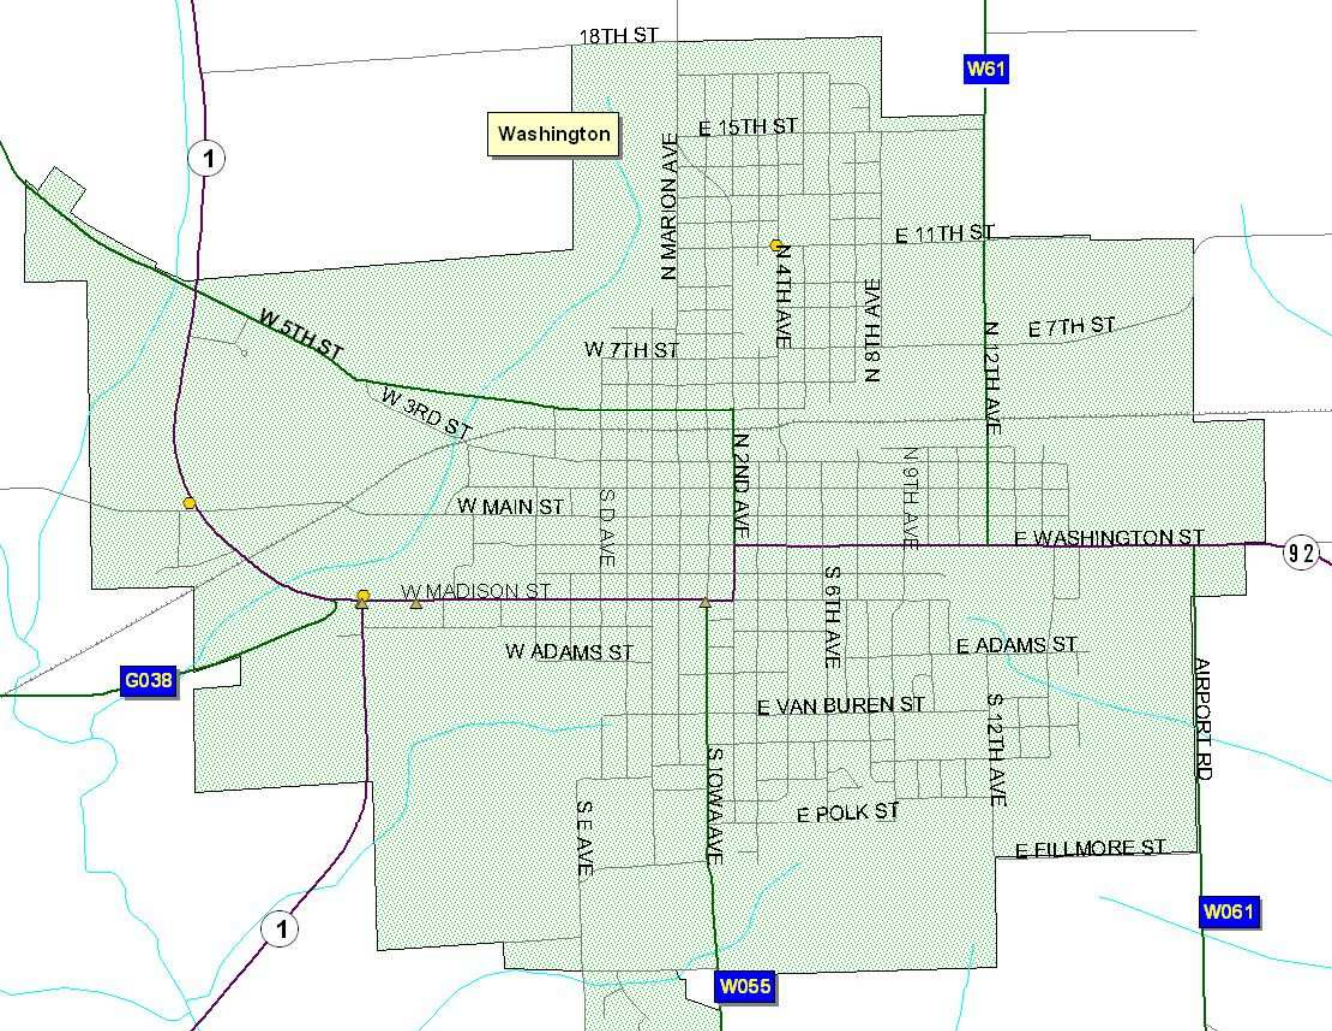 18TH ST
W61
Washington
E 15TH ST
1
N MARION AVE
E 11TH ST
N 4TH AVE
N 8TH AVE
W 5TH ST
E 7TH ST
N 12TH AVE
W 7TH ST
W 3RD ST
N 2ND AVE
N 9TH AVE
W MAIN ST
S D AVE
E WASHINGTON ST
92
W MADISON ST
S 6TH AVE
W ADAMS ST
E ADAMS ST
G038
AIRPORT RD
E VAN BUREN ST
S 12TH AVE
S IOWA AVE
S E AVE
E POLK ST
E FILLMORE ST
W061
1
W055